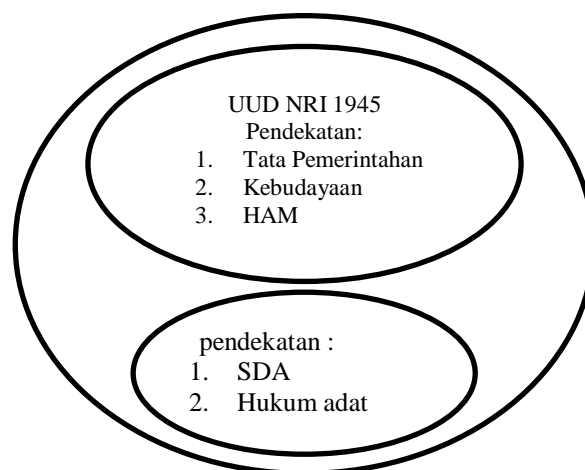 UUD NRI 1945
Pendekatan:
1. Tata Pemerintahan
2. Kebudayaan
3. HAM
pendekatan :
1. SDA
2. Hukum adat